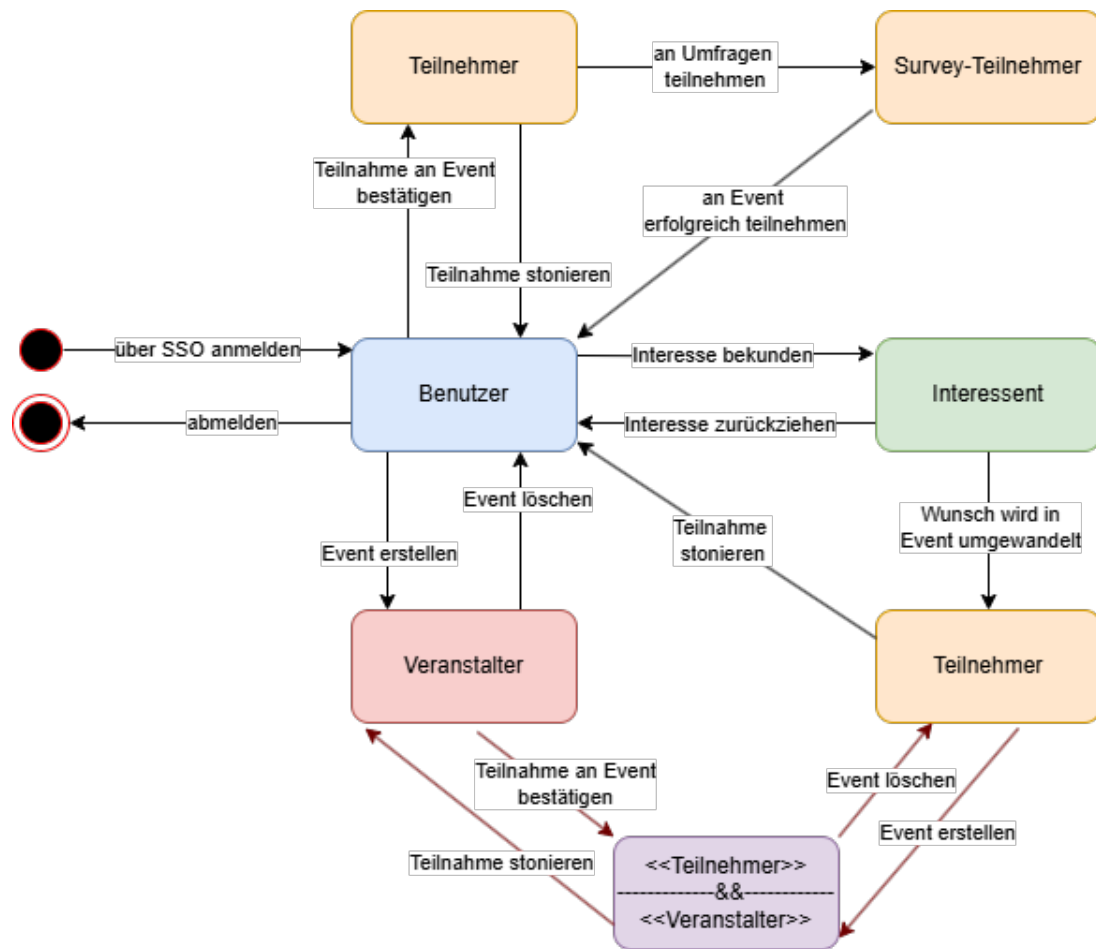 Teilnehmer
an Umfragen
teilnehmen
Survey-Teilnehmer
Teilnahme an Event
bestätigen
an Event
erfolgreich teilnehmen
Teilnahme stonieren
über SSO anmelden
Interesse bekunden
Benutzer
Interessent
abmelden
Interesse zurückziehen
Event löschen
Wunsch wird in
Event umgewandelt
Teilnahme
stonieren
Event erstellen
Veranstalter
Teilnehmer
Teilnahme an Event
bestätigen
Event löschen
Event erstellen
Teilnahme stonieren
<<Teilnehmer>>
-------------&&------------
<<Veranstalter>>